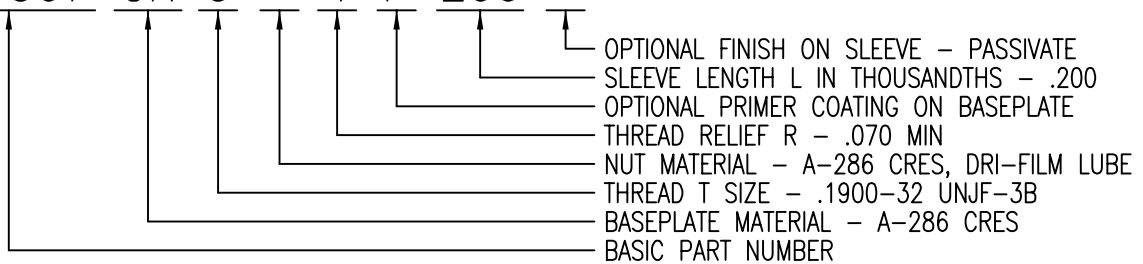 OPTIONAL FINISH ON SLEEVE – PASSIVATE
SLEEVE LENGTH L IN THOUSANDTHS – .200
OPTIONAL PRIMER COATING ON BASEPLATE
THREAD RELIEF R – .070 MIN
NUT MATERIAL – A–286 CRES, DRI–FILM LUBE
THREAD T SIZE – .1900–32 UNJF–3B
BASEPLATE MATERIAL – A–286 CRES
BASIC PART NUMBER